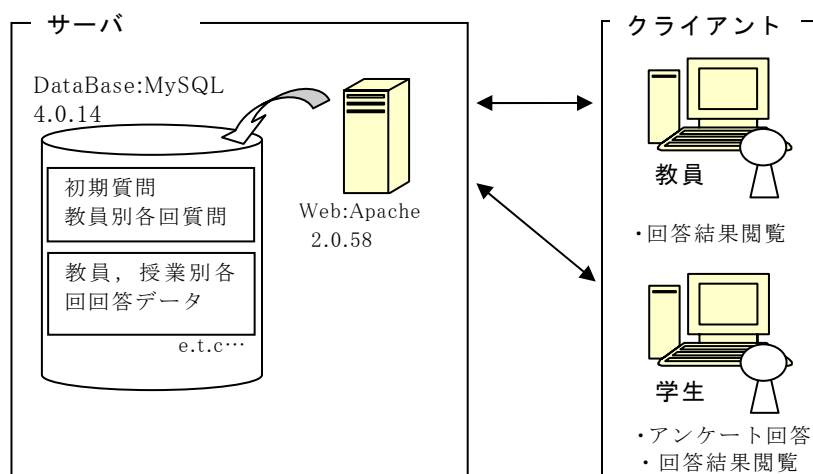 サーバ
DataBase:MySQL
4.0.14
初期質問
教員別各回質問
教員，授業別各
回回答データ
e.t.c…
Web:Apache
2.0.58
クライアント
教員
・回答結果閲覧
学生
・アンケート回答
・回答結果閲覧